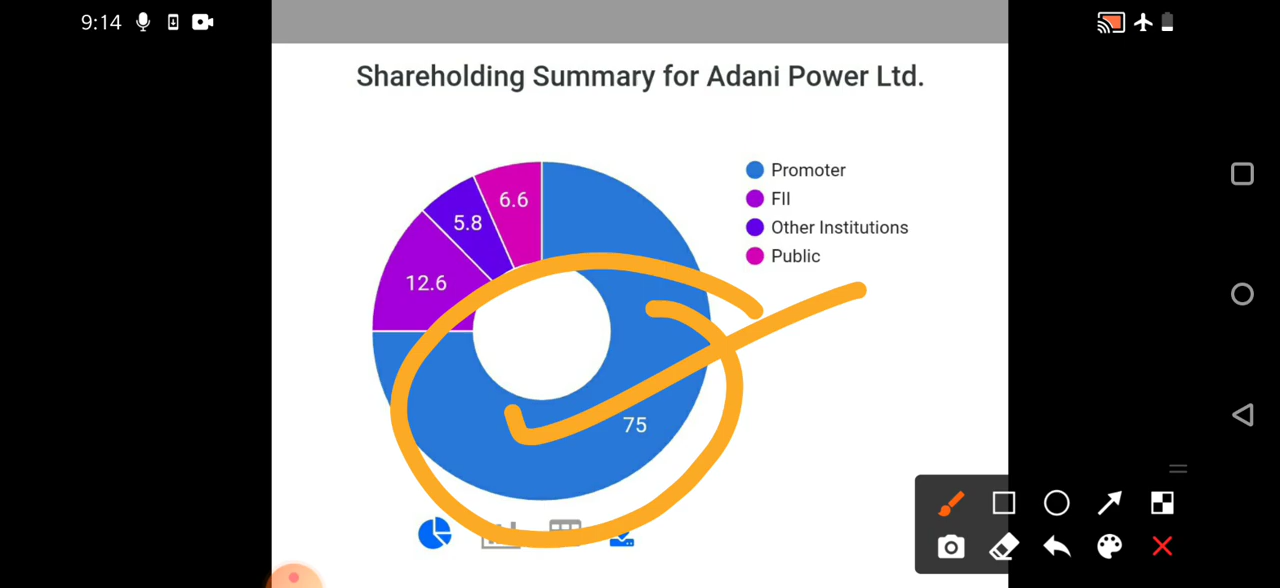 9:14
Shareholding Summary for Adani Power Ltd.
Promoter
FII
Other Institutions
Public
6.6
5.8
12.6
75